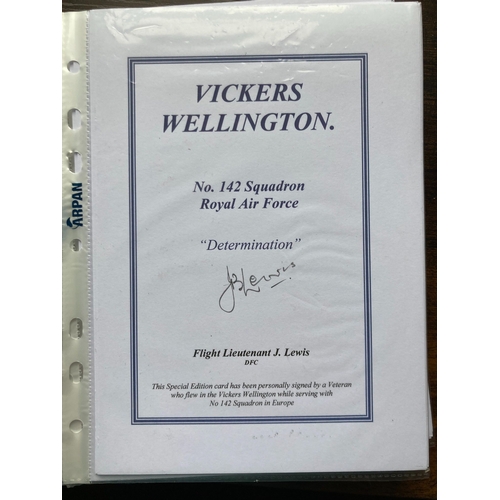 VICKERS
WELLINGTON.
No. 142 Squadron
Royal Air Force
"Determination"
JB Lewis
Flight Lieutenant J. Lewis
DFC
This Special Edition card has been personally signed by a Veteran
who flew in the Vickers Wellington while serving with
No 142 Squadron in Europe
ARPAN